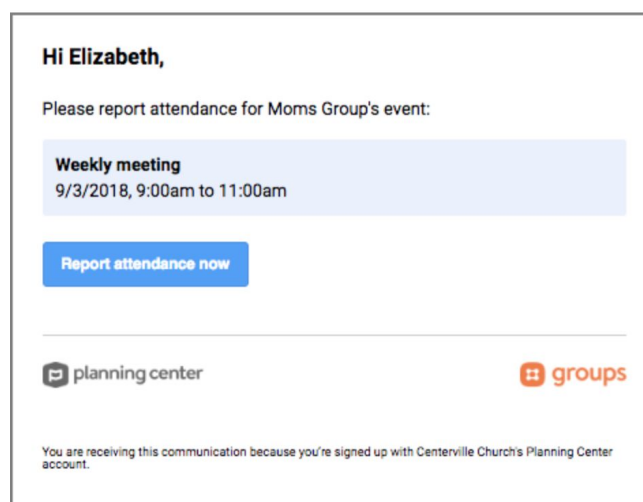 Hi Elizabeth,
Please report attendance for Moms Group's event:
Weekly meeting
9/3/2018, 9:00am to 11:00am
Report attendance now
planning center
groups
You are receiving this communication because you're signed up with Centerville Church's Planning Center
account.